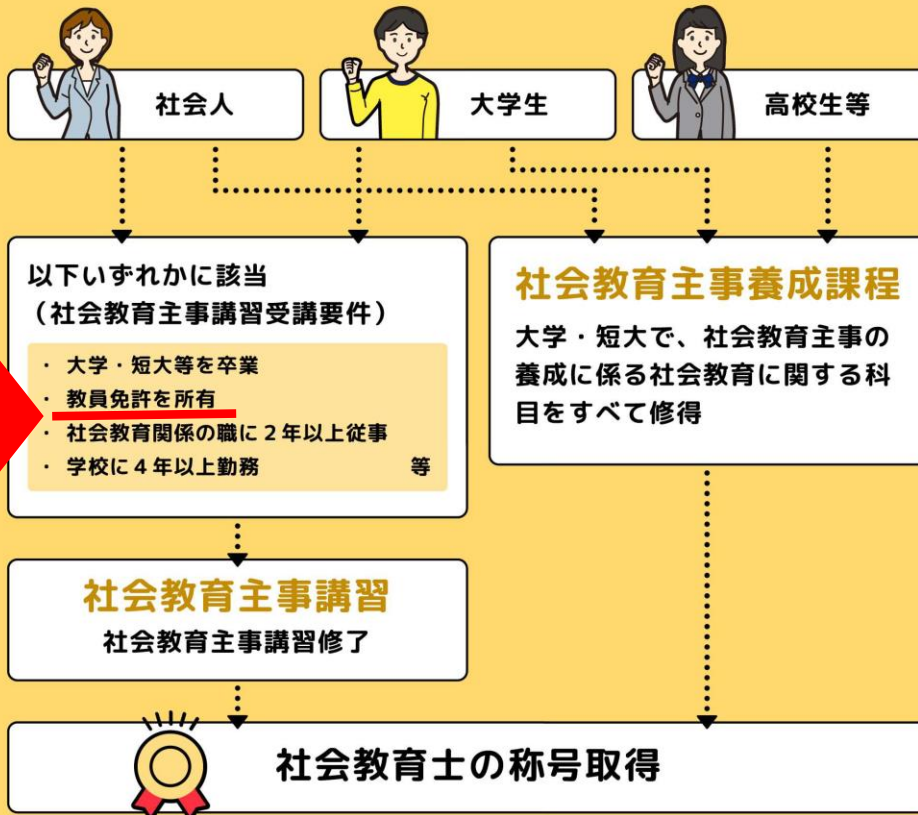 社会人
大学生
高校生等
以下いずれかに該当
（社会教育主事講習受講要件）
・ 大学・短大等を卒業
・ 教員免許を所有
・ 社会教育関係の職に２年以上従事
・ 学校に４年以上勤務 等
社会教育主事養成課程
大学・短大で、社会教育主事の
養成に係る社会教育に関する科
目をすべて修得
社会教育主事講習
社会教育主事講習修了
社会教育士の称号取得